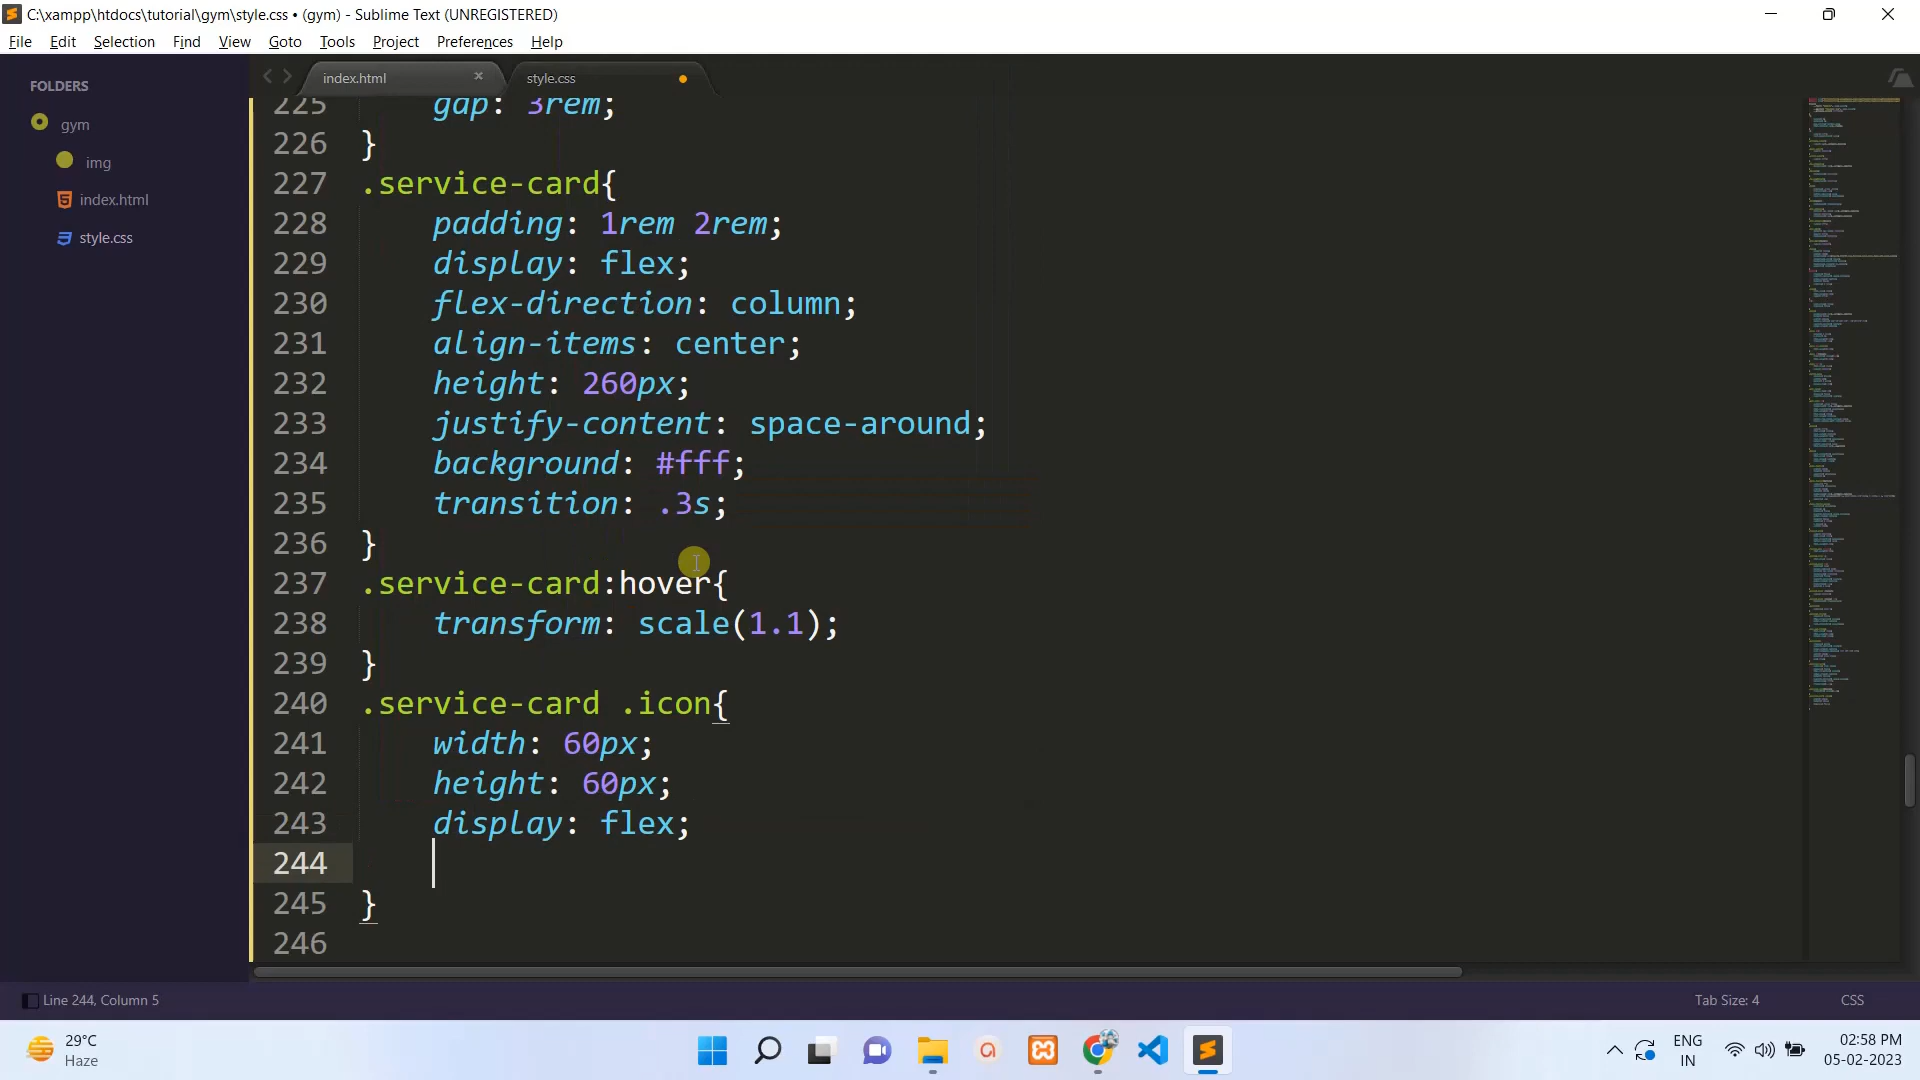 C:\xampp\htdocs\tutorial\gym\style.css • (gym) - Sublime Text (UNREGISTERED)
File Edit Selection Find View Goto Tools Project Preferences Help
FOLDERS
gym
img
index.html
style.css
index.html
style.css
225 gap: 3rem;
226 }
227 .service-card{
228 padding: 1rem 2rem;
229 display: flex;
230 flex-direction: column;
231 align-items: center;
232 height: 260px;
233 justify-content: space-around;
234 background: #fff;
235 transition: .3s;
236 }
237 .service-card:hover{
238 transform: scale(1.1);
239 }
240 .service-card .icon{
241 width: 60px;
242 height: 60px;
243 display: flex;
244
245 }
246
Line 244, Column 5
Tab Size: 4
CSS
29°C
Haze
ENG
IN
02:58 PM
05-02-2023